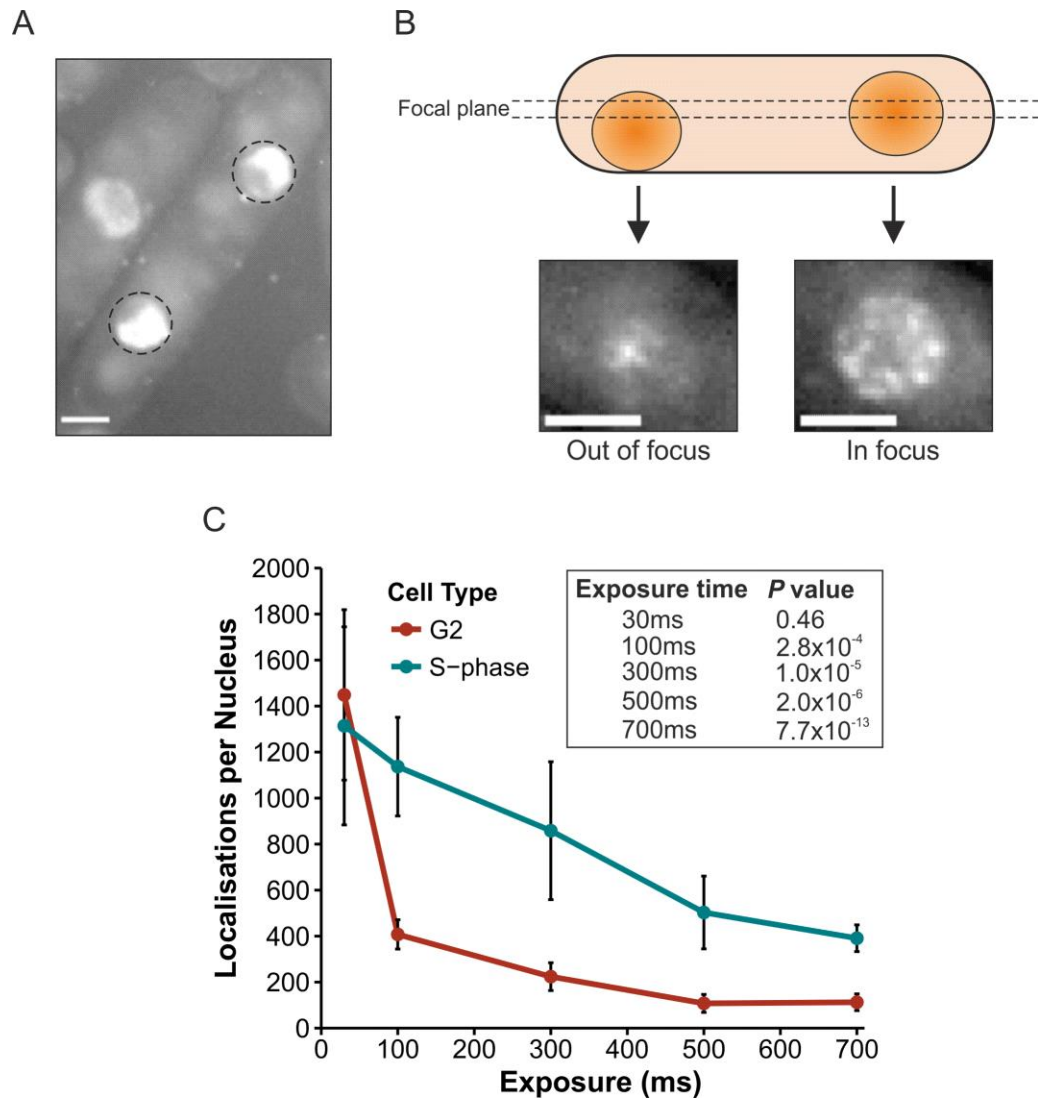 A
B
Focal plane
Out of focus
In focus
C
Localisations per Nucleus
2000
1800
1600
1400
1200
1000
800
600
400
200
0
Cell Type
G2
S−phase
Exposure time P value
30ms 0.46
100ms 2.8x10⁻⁴
300ms 1.0x10⁻⁵
500ms 2.0x10⁻⁶
700ms 7.7x10⁻¹³
0 100 200 300 400 500 600 700
Exposure (ms)